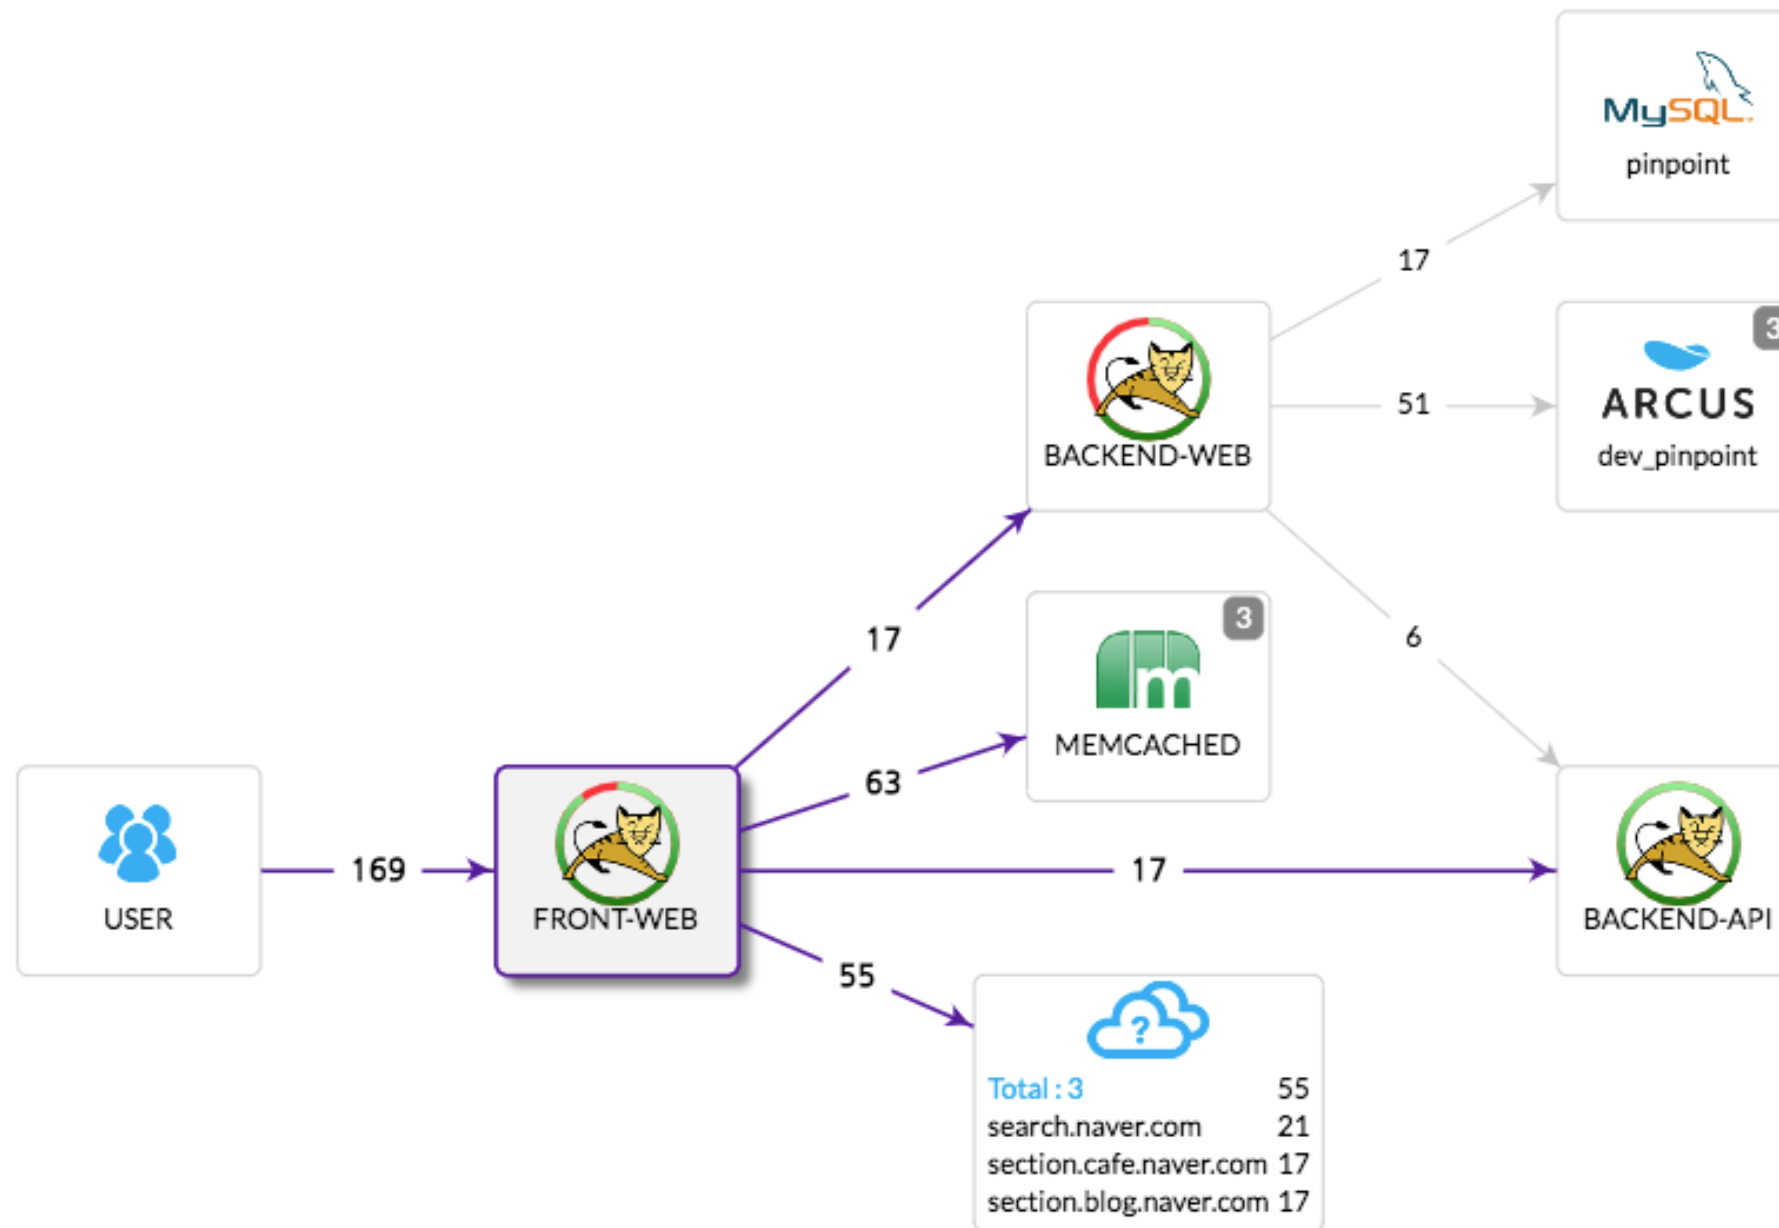 MySQL
pinpoint
17
3
ARCUS
dev_pinpoint
51
BACKEND-WEB
17
6
3
m
MEMCACHED
63
169
USER
FRONT-WEB
17
BACKEND-API
55
?
Total : 3 55
search.naver.com 21
section.cafe.naver.com 17
section.blog.naver.com 17